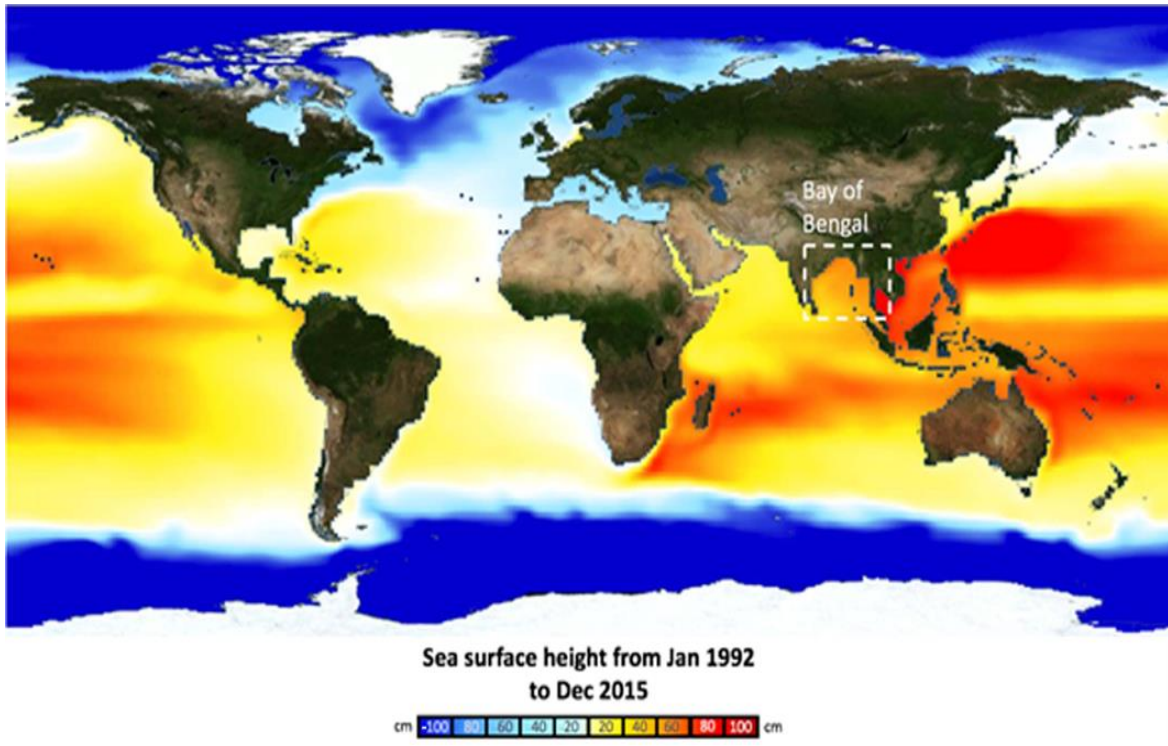 Bay of
Bengal
Sea surface height from Jan 1992
to Dec 2015
cm -100 80 60 40 20 20 40 60 80 100 cm